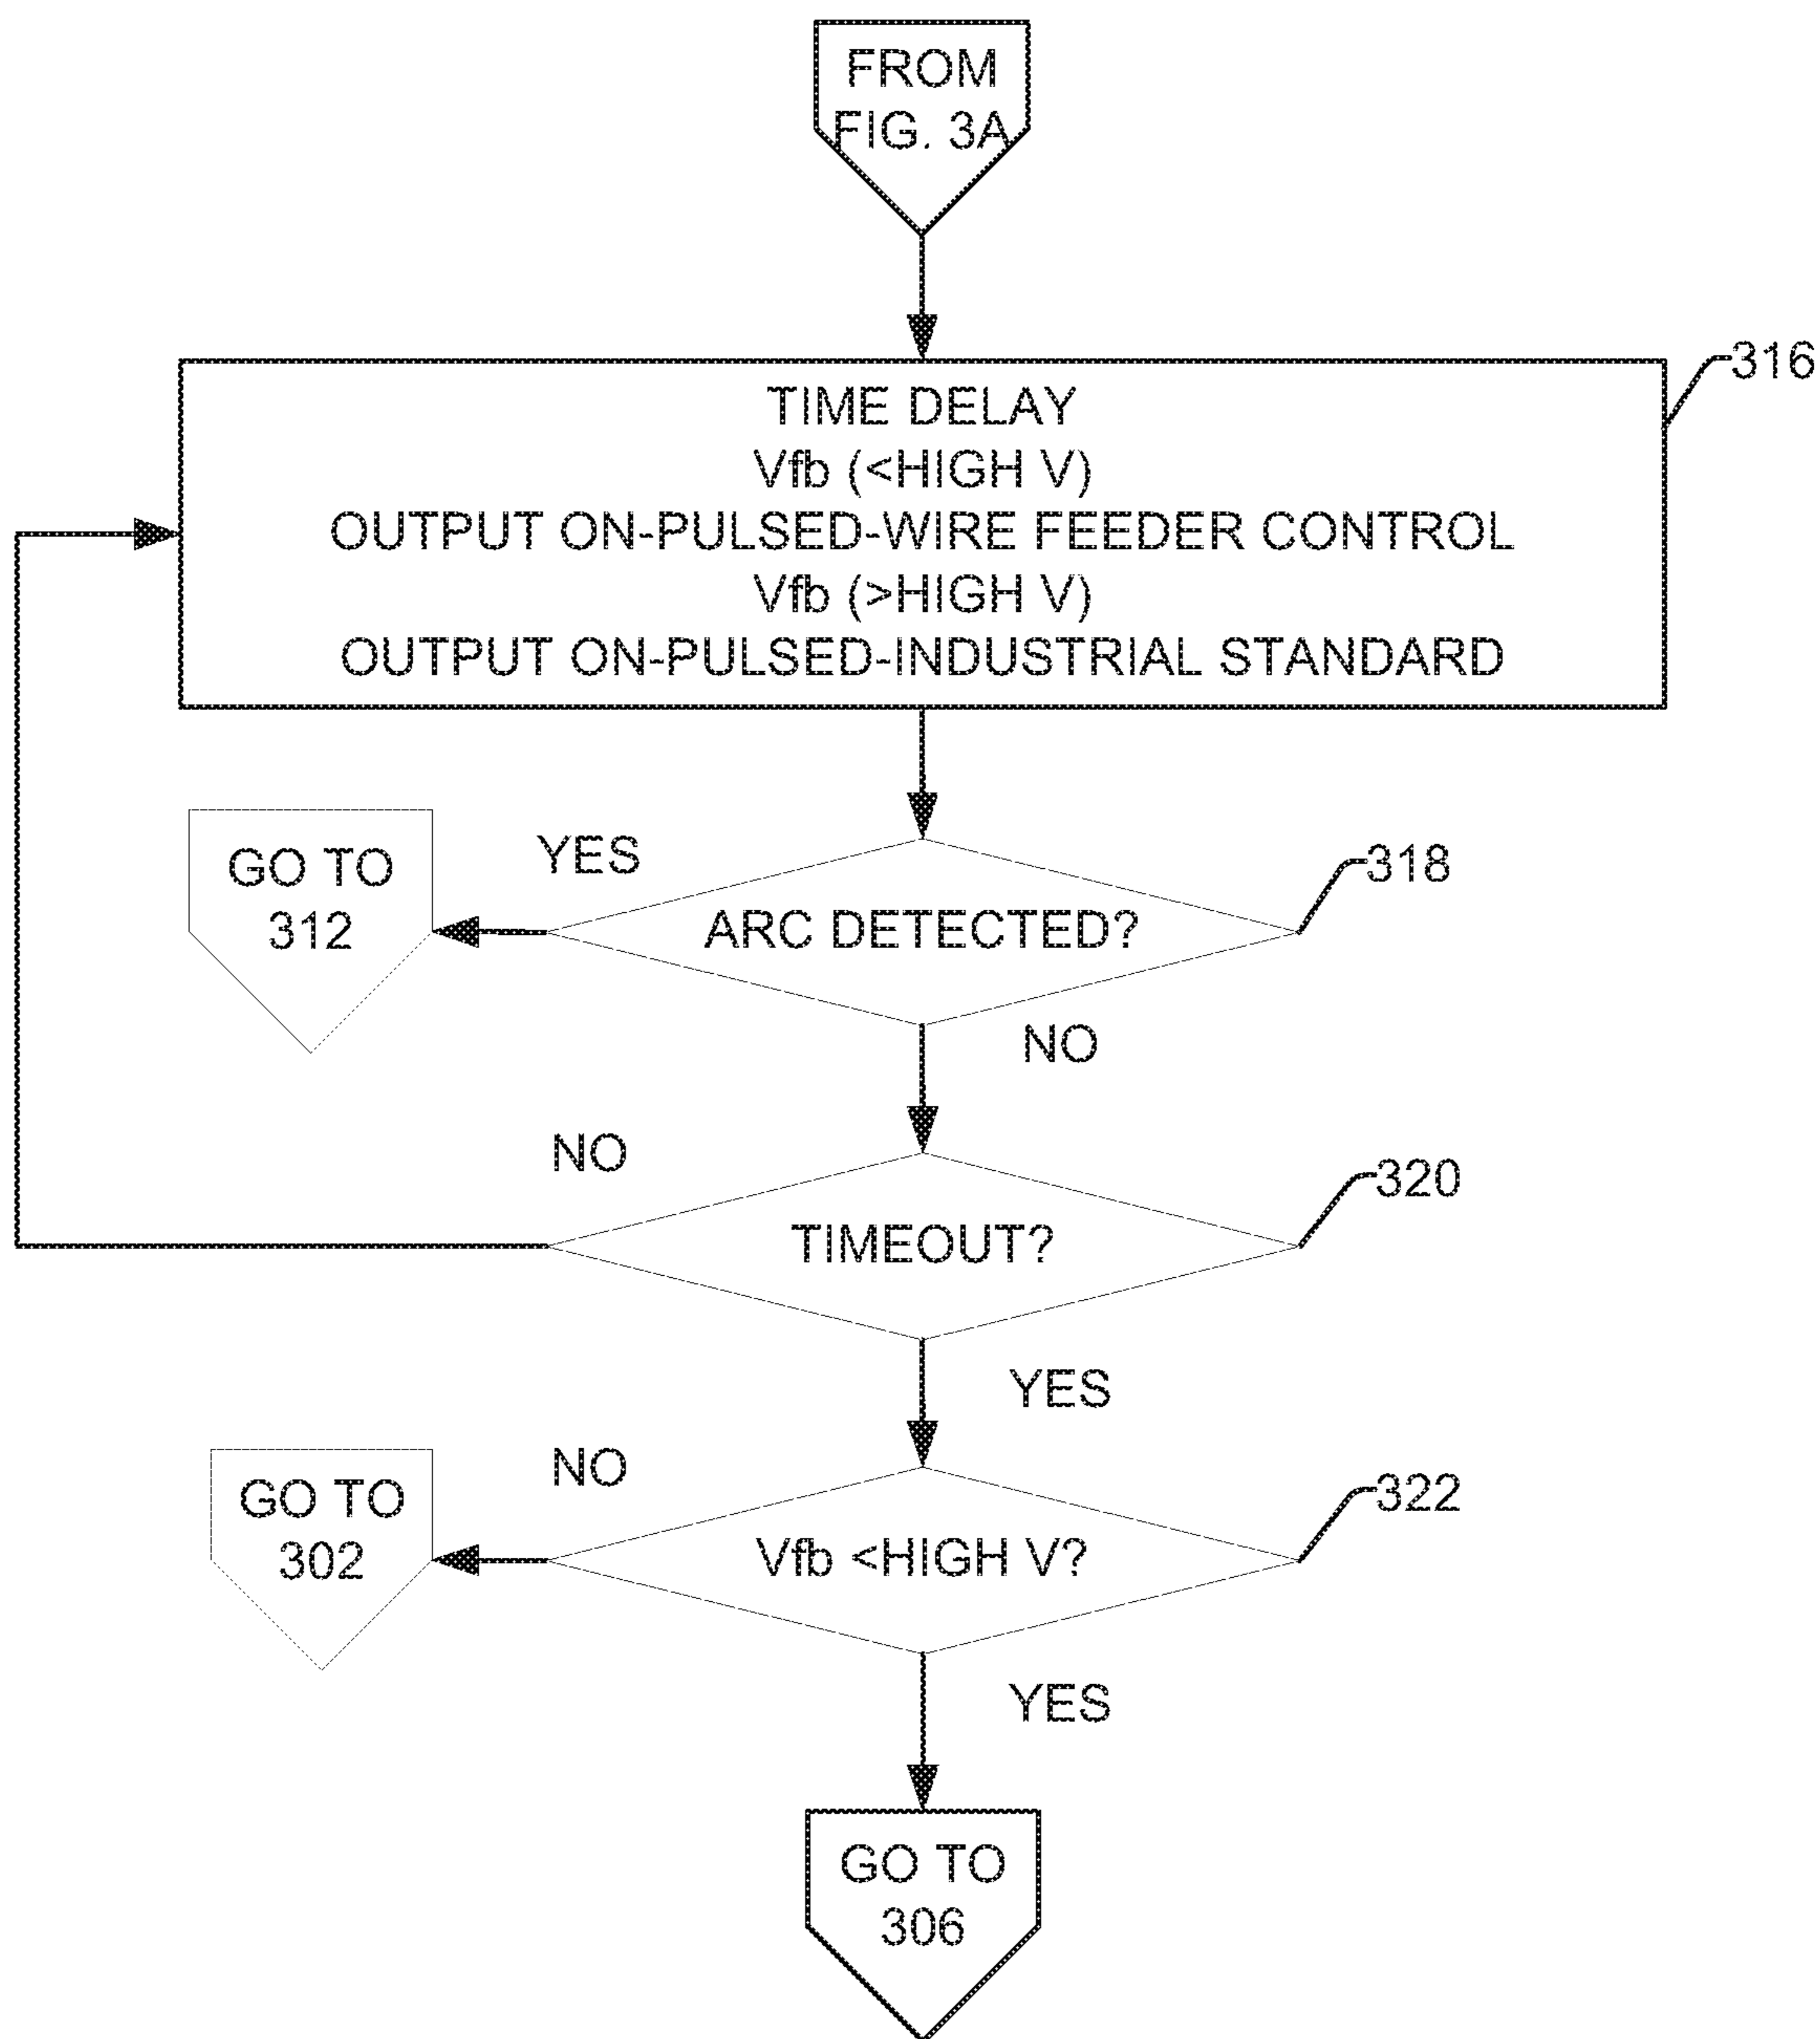 FROM
FIG. 3A
316
TIME DELAY
Vfb (<HIGH V)
OUTPUT ON-PULSED-WIRE FEEDER CONTROL
Vfb (>HIGH V)
OUTPUT ON-PULSED-INDUSTRIAL STANDARD
GO TO
312
YES
ARC DETECTED?
318
NO
NO
TIMEOUT?
320
YES
GO TO
302
NO
Vfb <HIGH V?
322
YES
GO TO
306